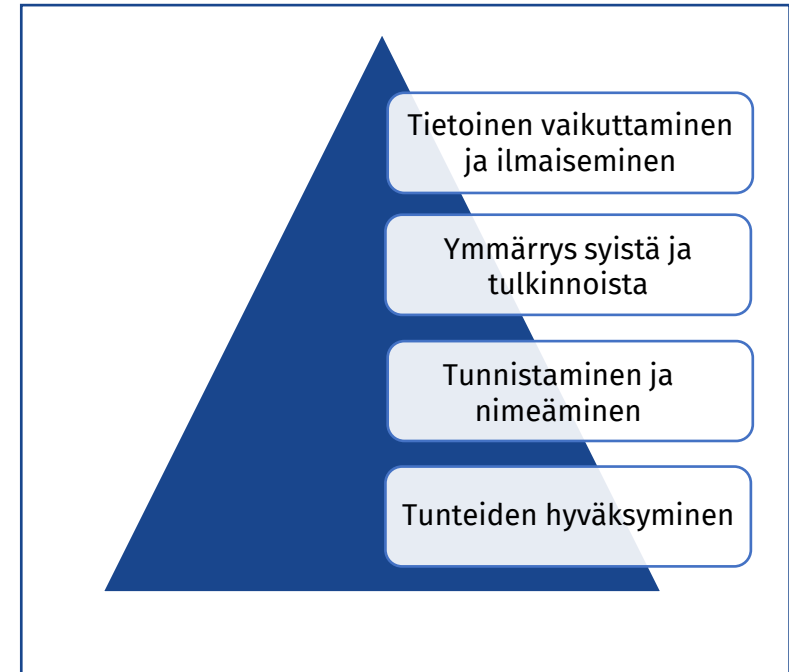 Tietoinen vaikuttaminen
ja ilmaiseminen
Ymmärrys syistä ja
tulkinnoista
Tunnistaminen ja
nimeäminen
Tunteiden hyväksyminen